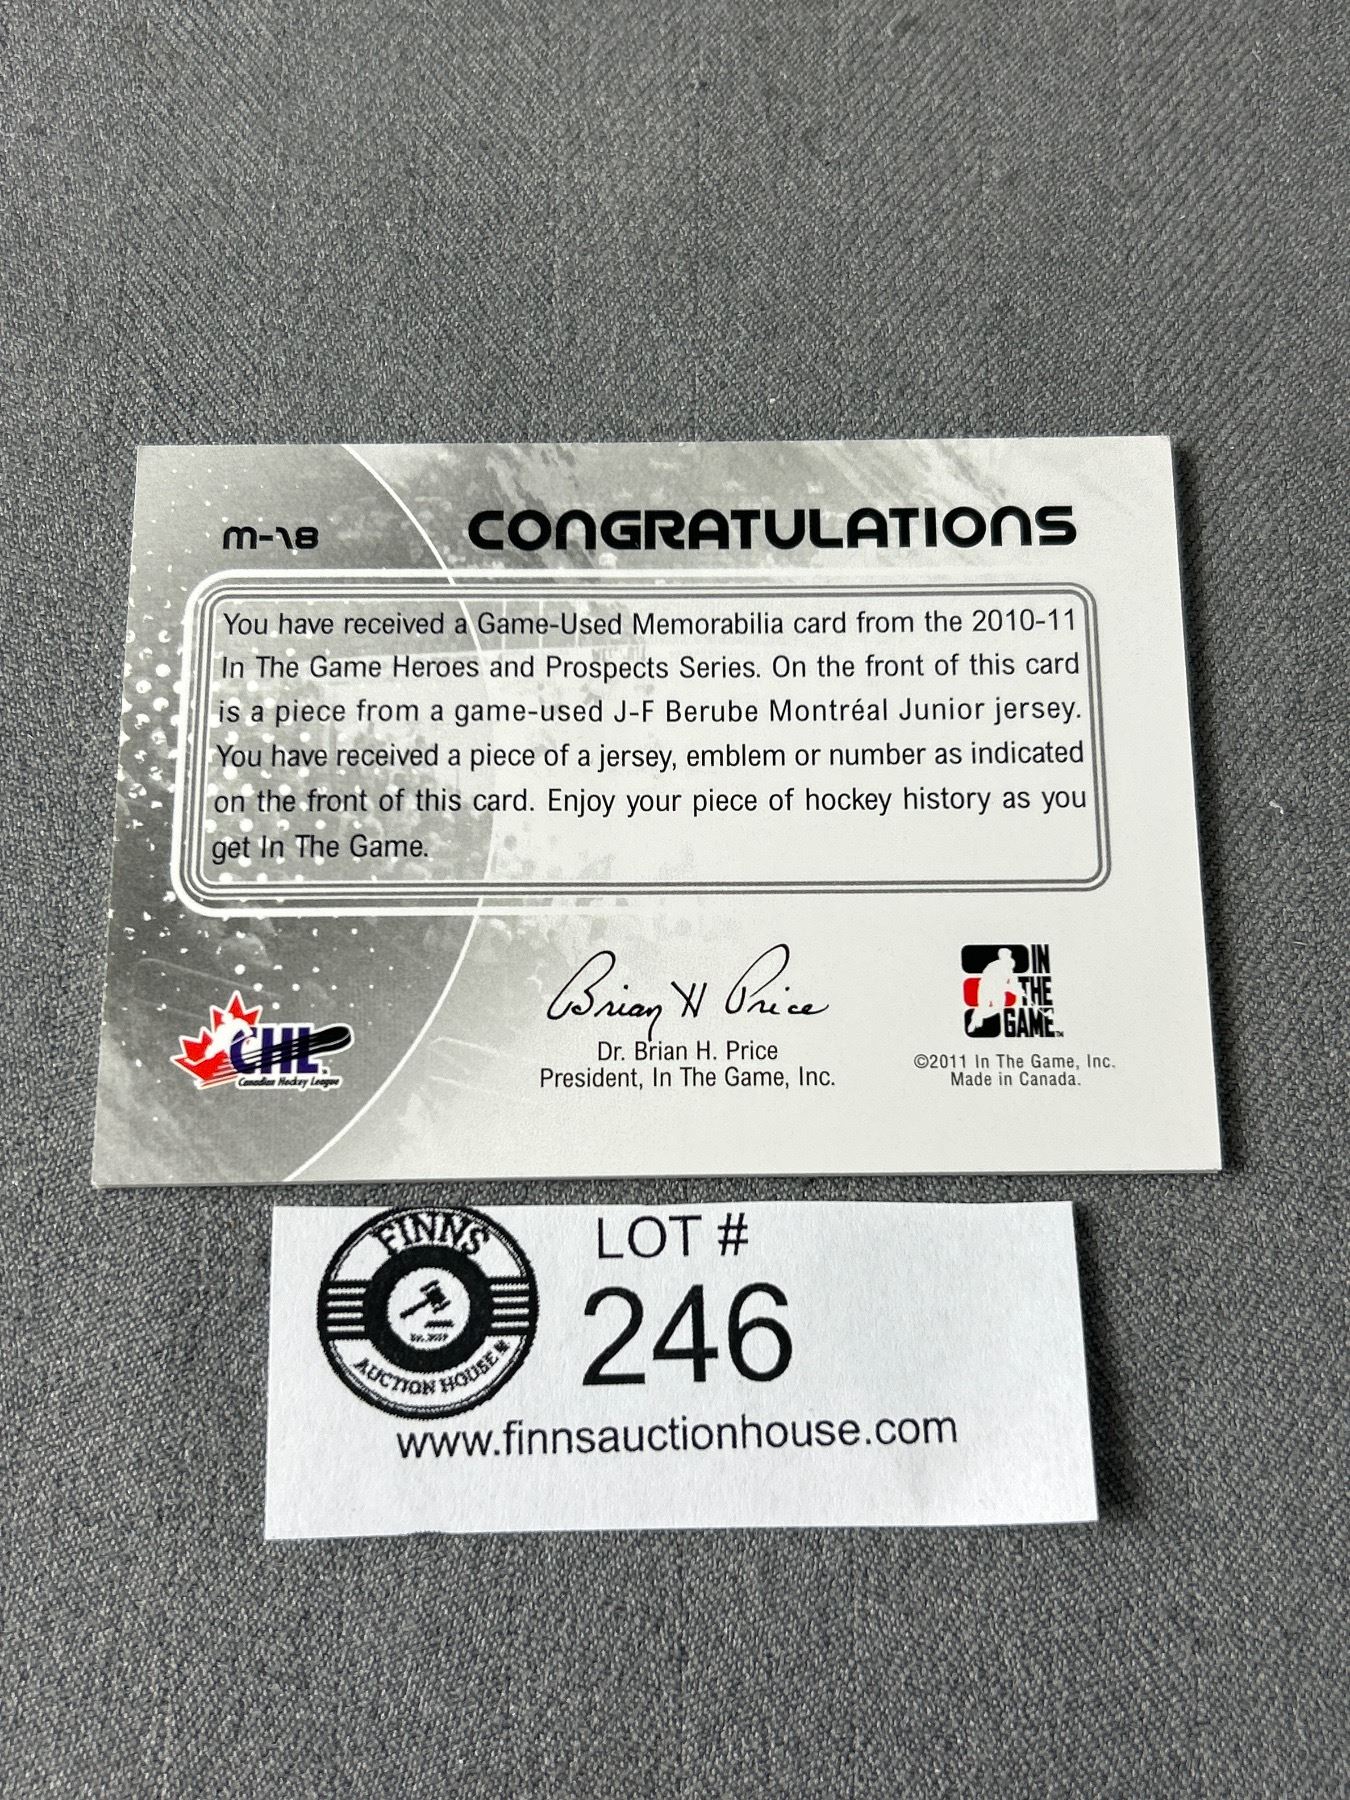 M-18
CONGRATULATIONS
You have received a Game-Used Memorabilia card from the 2010-11
In The Game Heroes and Prospects Series. On the front of this card
is a piece from a game-used J-F Berube Montréal Junior jersey.
You have received a piece of a jersey, emblem or number as indicated
on the front of this card. Enjoy your piece of hockey history as you
get In The Game.
CHL
Canadian Hockey League
Brian H Price
Dr. Brian H. Price
President, In The Game, Inc.
IN
THE
GAME™
©2011 In The Game, Inc.
Made in Canada.
FINNS
AUCTION HOUSE
LOT #
246
www.finnsauctionhouse.com